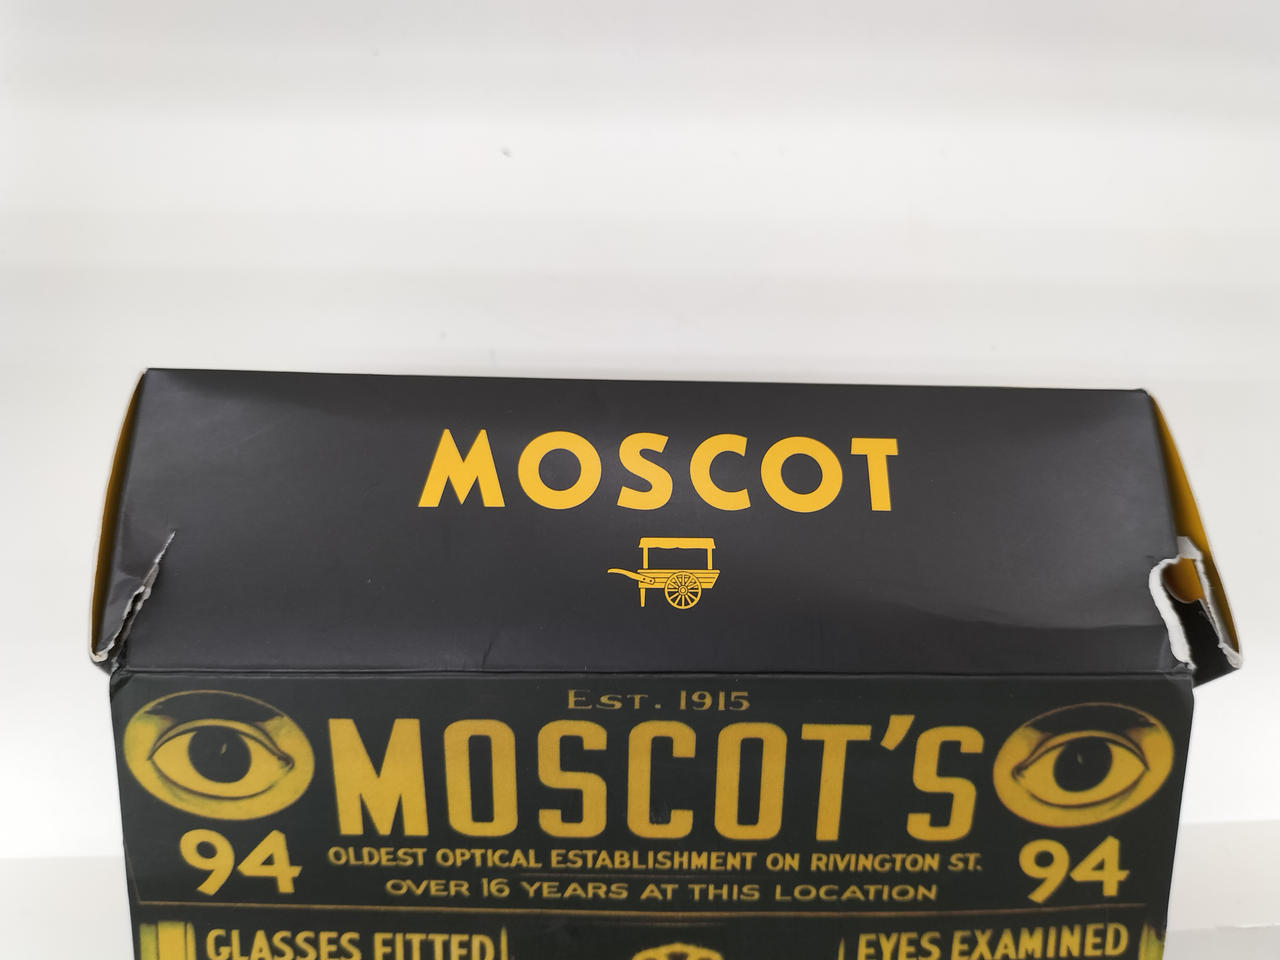 MOSCOT
EST. 1915
MOSCOT'S
94 94
OLDEST OPTICAL ESTABLISHMENT ON RIVINGTON ST.
OVER 16 YEARS AT THIS LOCATION
GLASSES FITTED EYES EXAMINED